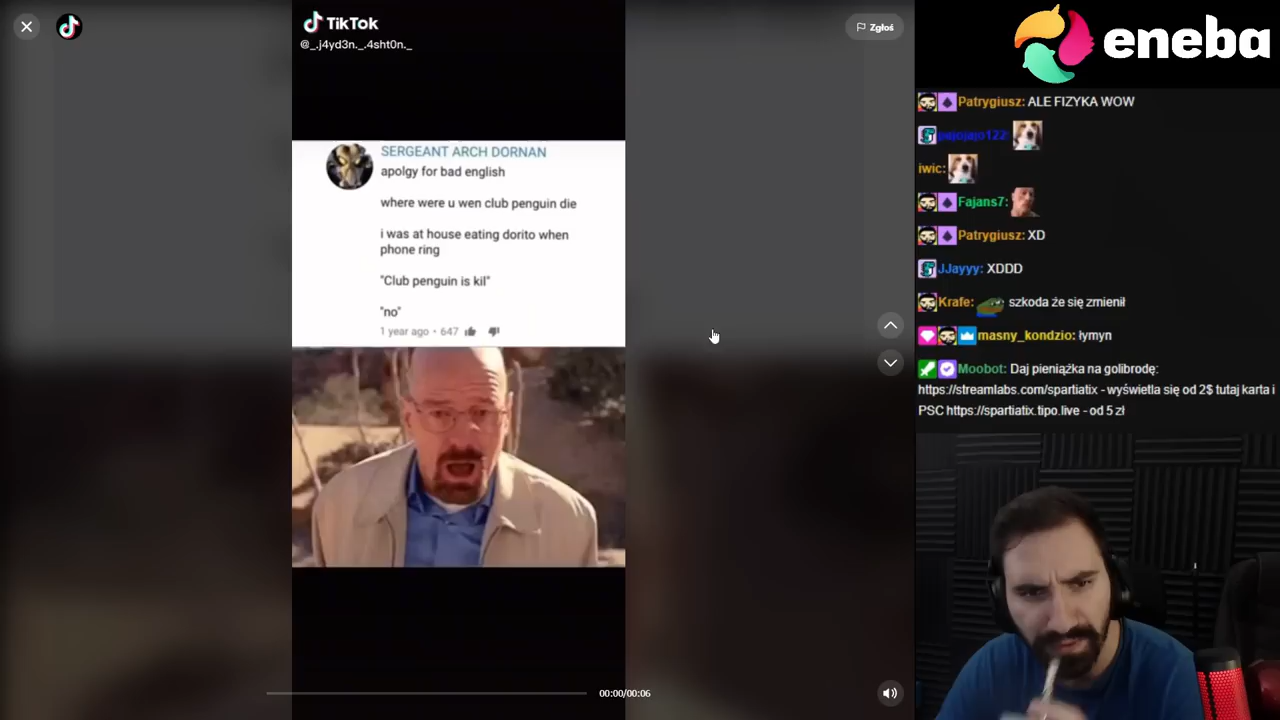 TikTok
@_.j4yd3n._.4sht0n._
Zgłoś
SERGEANT ARCH DORNAN
apolgy for bad english
where were u wen club penguin die
i was at house eating dorito when
phone ring
"Club penguin is kil"
"no"
1 year ago • 647
00:00/00:06
eneba
Patrygiusz: ALE FIZYKA WOW
iwic:
Fajans7:
Patrygiusz: XD
JJayyy: XDDD
Krafe: szkoda że się zmienił
masny_kondzio: łymyn
Moobot: Daj pieniążka na golibrodę:
https://streamlabs.com/spartiatix - wyświetla się od 2$ tutaj karta i
PSC https://spartiatix.tipo.live - od 5 zł